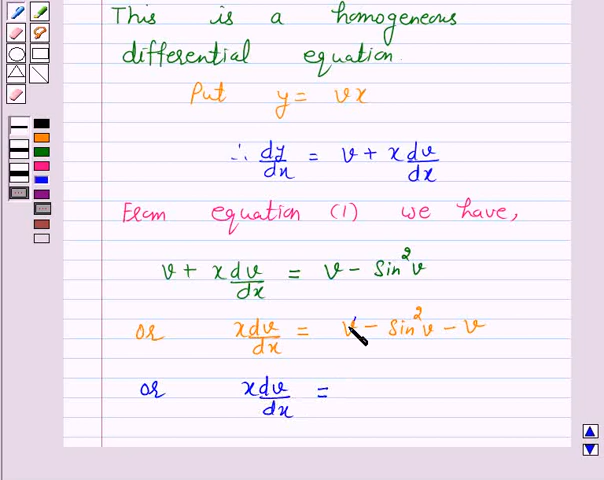 This is a homogeneous
differential equation.
Put y = vx
∴ dy/dx = v + x dv/dx
From equation (1) we have,
v + x dv/dx = v - Sin²v
or x dv/dx = v - Sin²v - v
or x dv/dx =